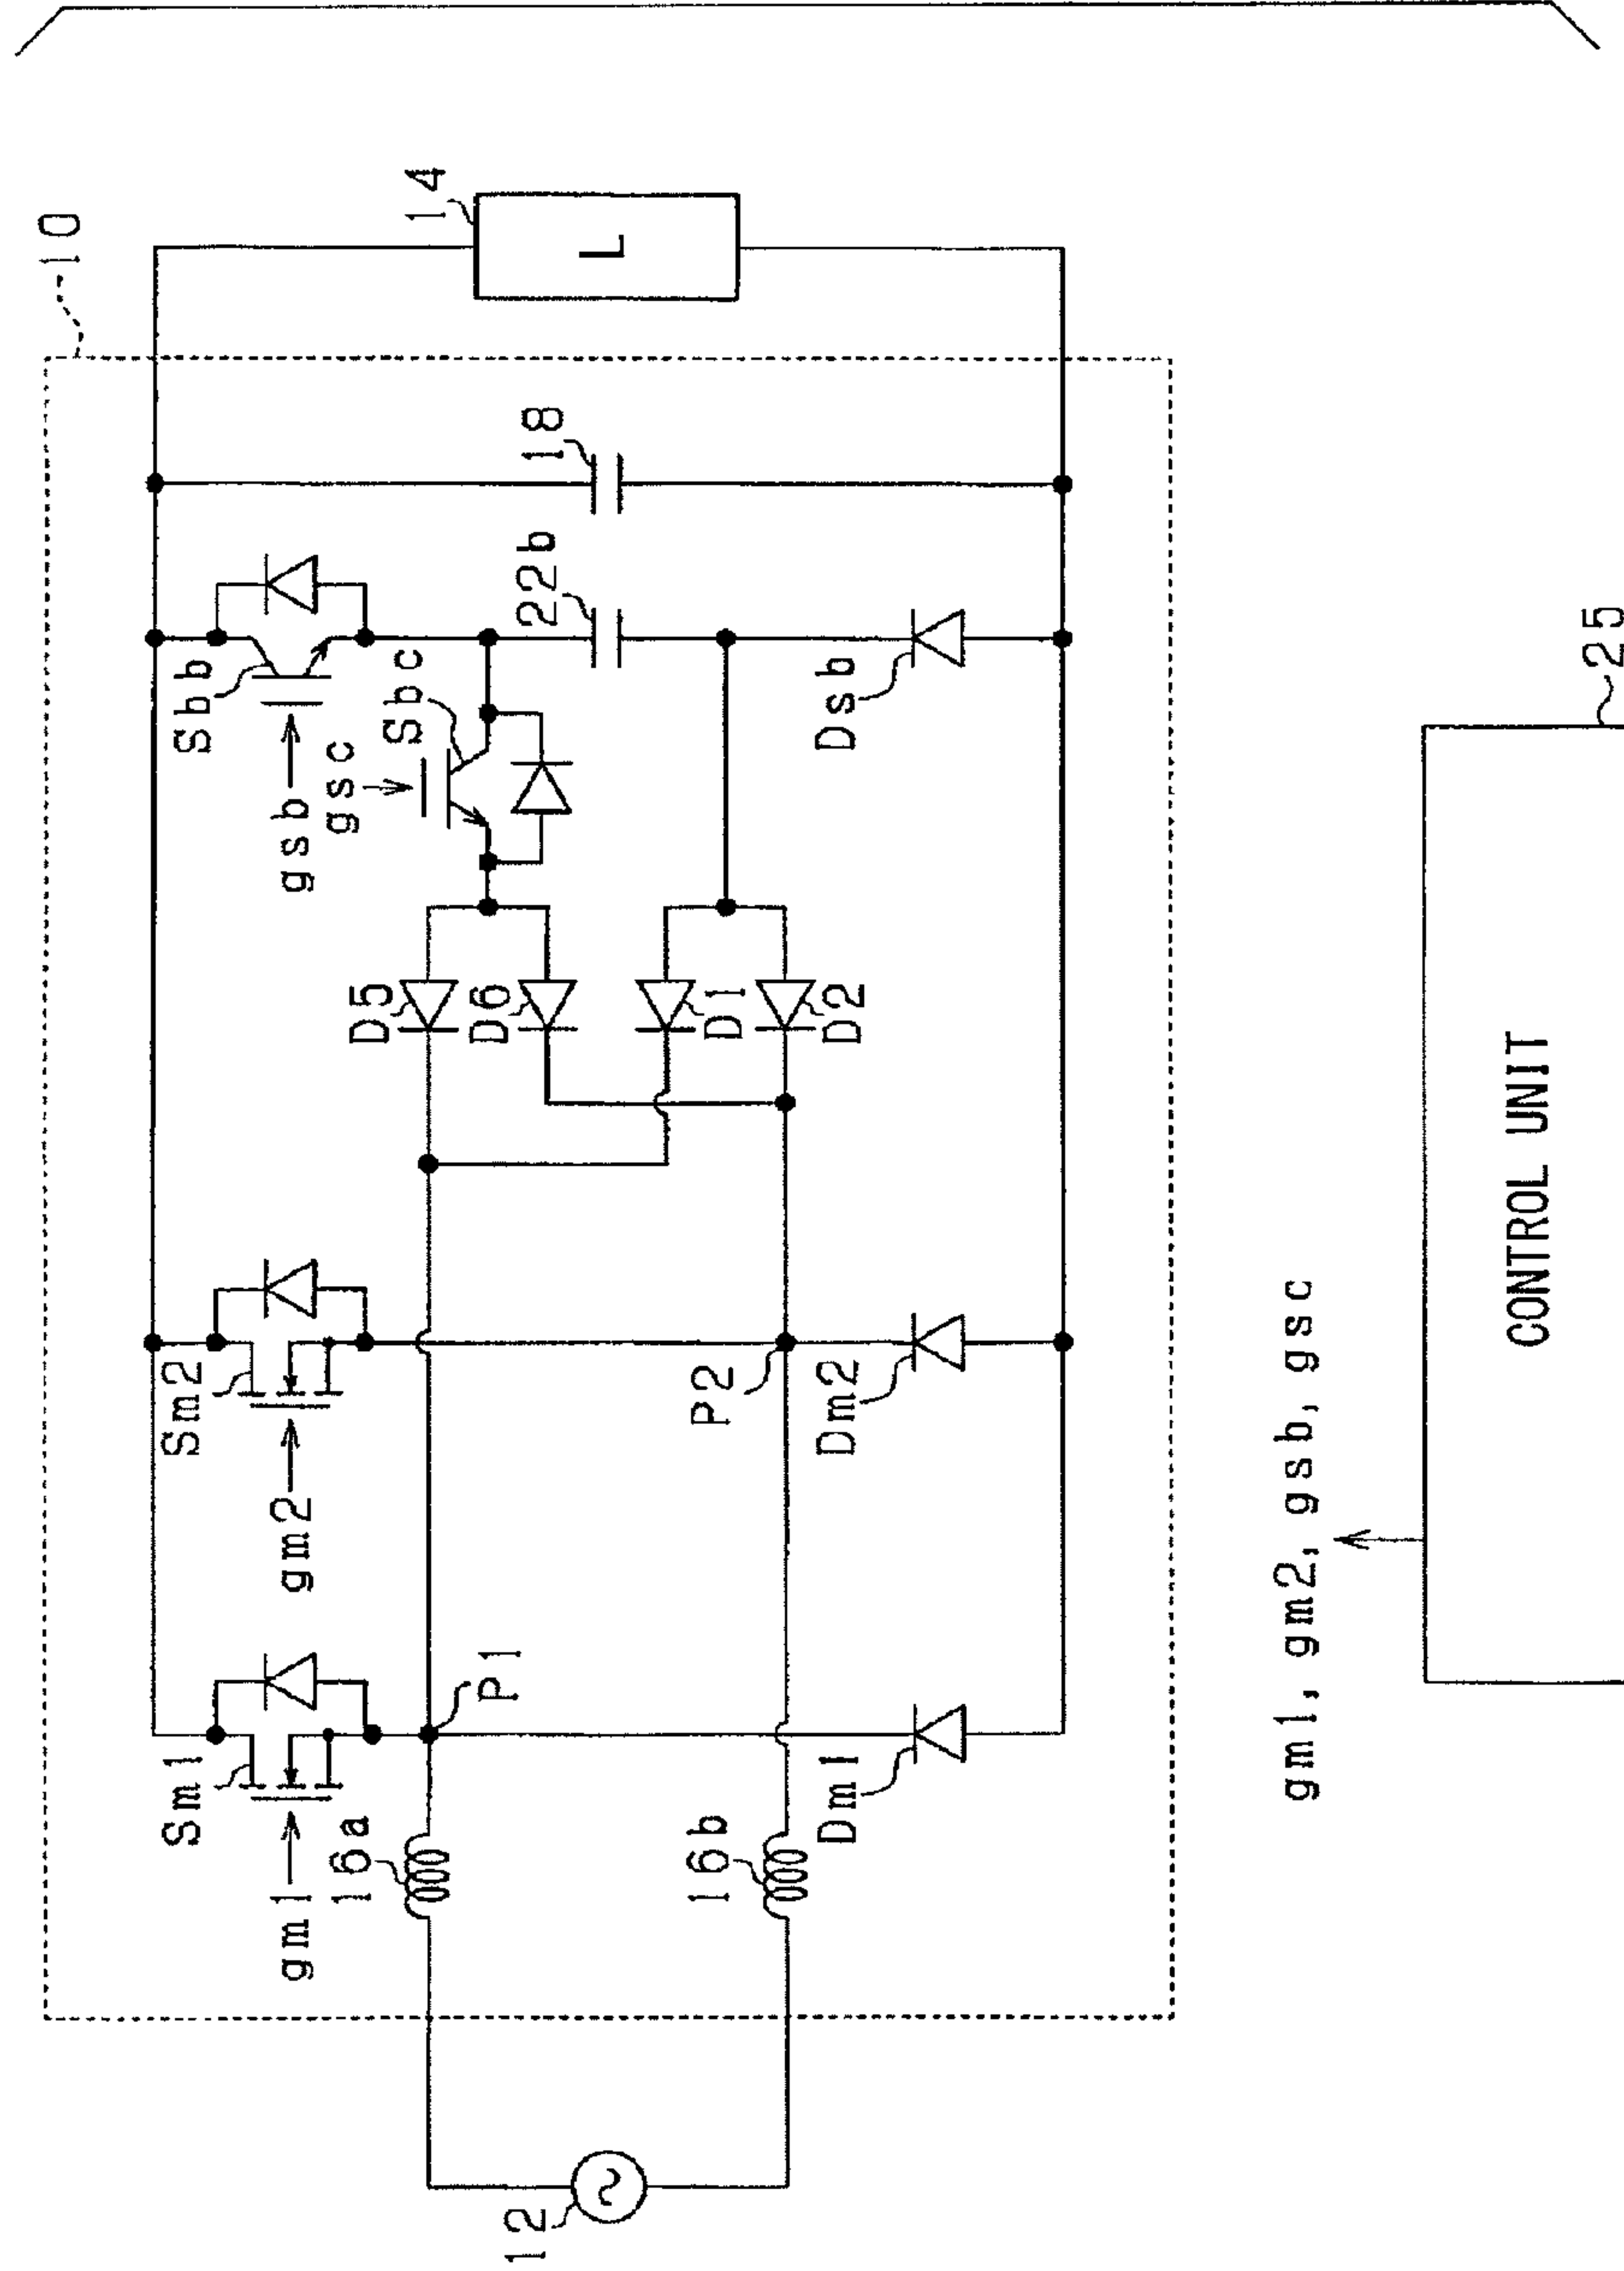 10
14
L
18
22b
Sbb
gsb
gsc
Sbc
Dsb
D5
D6
D1
D2
Sm2
gm2
P2
Dm2
Sm1
gm1
16a
P1
16b
Dm1
12
gm1, gm2, gsb, gsc
25
CONTROL UNIT